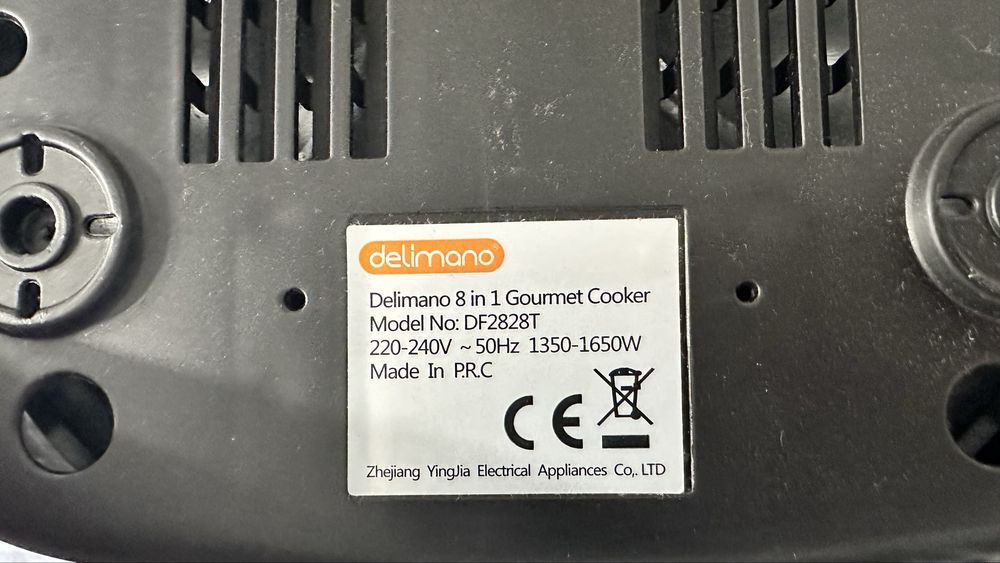 delimano®
Delimano 8 in 1 Gourmet Cooker
Model No: DF2828T
220-240V ~ 50Hz 1350-1650W
Made In P.R.C
CE
Zhejiang YingJia Electrical Appliances Co,. LTD